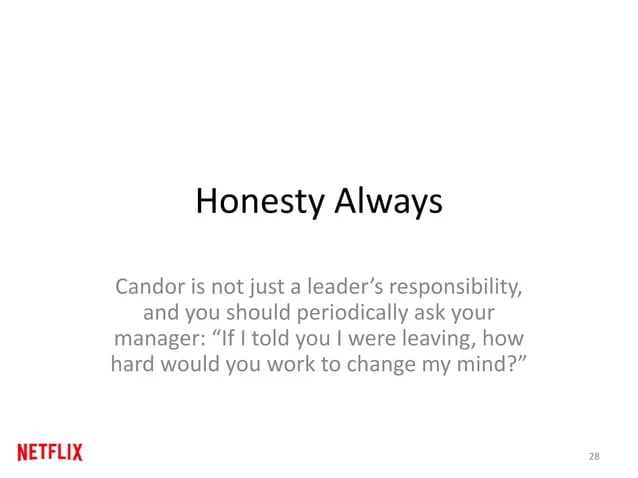 Honesty Always
Candor is not just a leader’s responsibility,
and you should periodically ask your
manager: “If I told you I were leaving, how
hard would you work to change my mind?”
NETFLIX
28